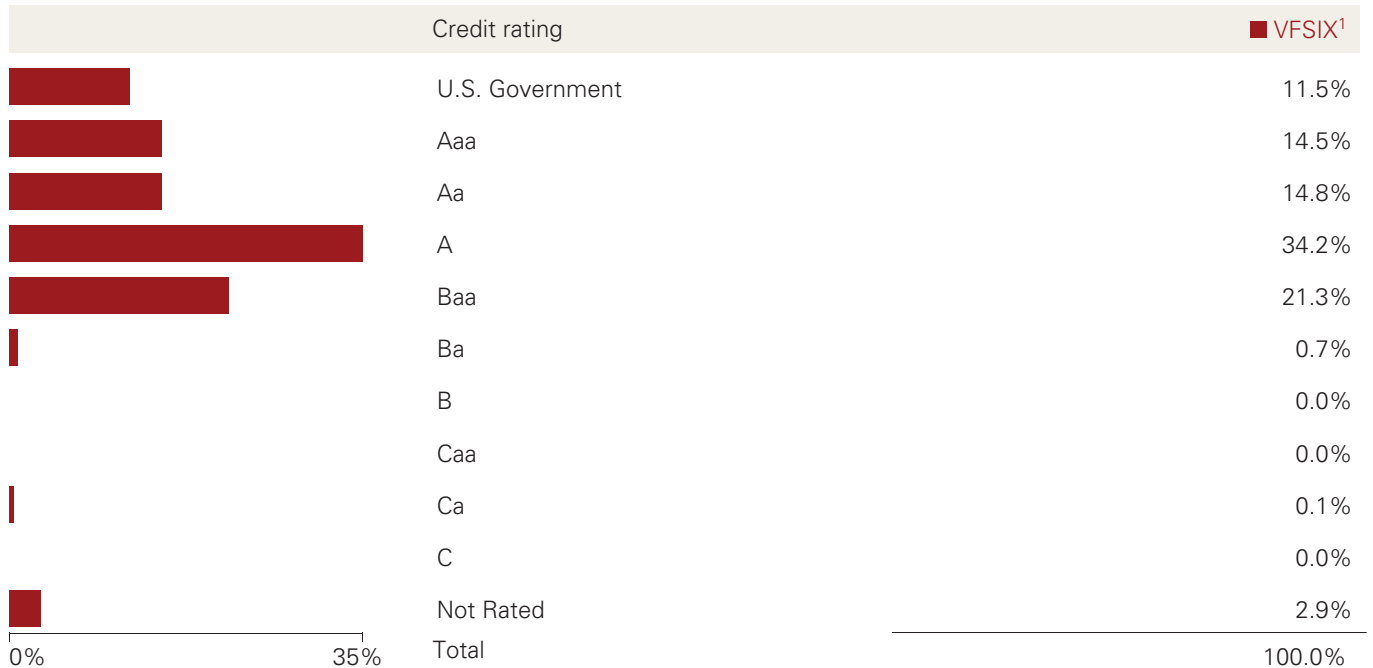 Credit rating VFSIX¹
U.S. Government 11.5%
Aaa 14.5%
Aa 14.8%
A 34.2%
Baa 21.3%
Ba 0.7%
B 0.0%
Caa 0.0%
Ca 0.1%
C 0.0%
Not Rated 2.9%
0% 35% Total 100.0%